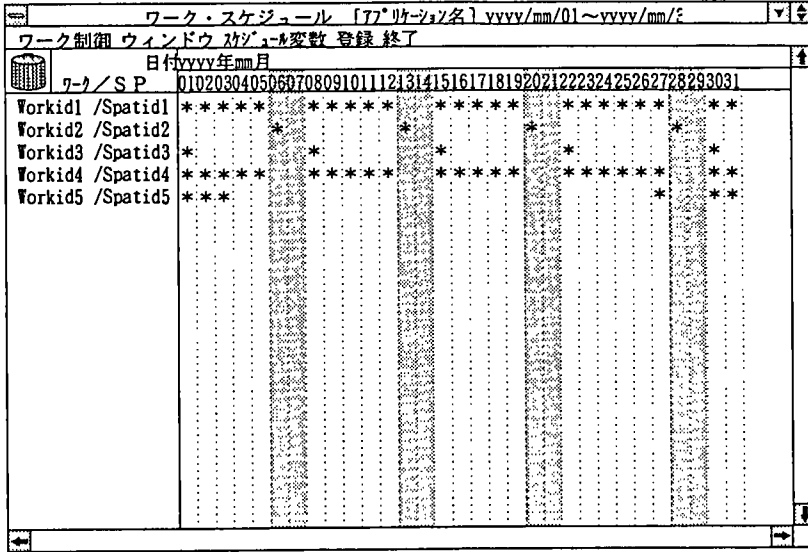 ワーク・スケジュール [アプリケーション名] yyyy/mm/01～yyyy/mm/3
ワーク制御 ウィンドウ スケジュール変数 登録 終了
日付yyyy年mm月
ワーク／ＳＰ 01020304050607080910111213141516171819202122232425262728293031
Workid1 /Spatid1 ***** ***** ***** ****** **
Workid2 /Spatid2 * * * *
Workid3 /Spatid3 * * * * *
Workid4 /Spatid4 ***** ***** ***** ****** **
Workid5 /Spatid5 *** * **